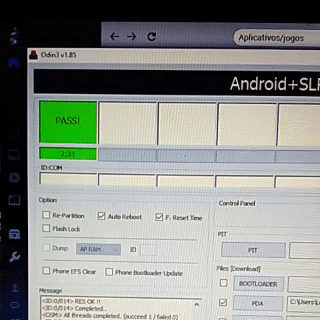 Aplicativos/jogos
Odin3 v1.85
Android+SLP
PASS!
2:31
ID:COM
Option
Control Panel
Re-Partition Auto Reboot F. Reset Time
Flash Lock
PIT
Dump AP RAM ID
PIT
Phone EFS Clear Phone Bootloader Update
Files [Download]
BOOTLOADER
Message
PDA C:\Users\L
<ID:0/014> RES OK !!
<ID:0/014> Completed..
<OSM> All threads completed. (succeed 1 / failed 0)